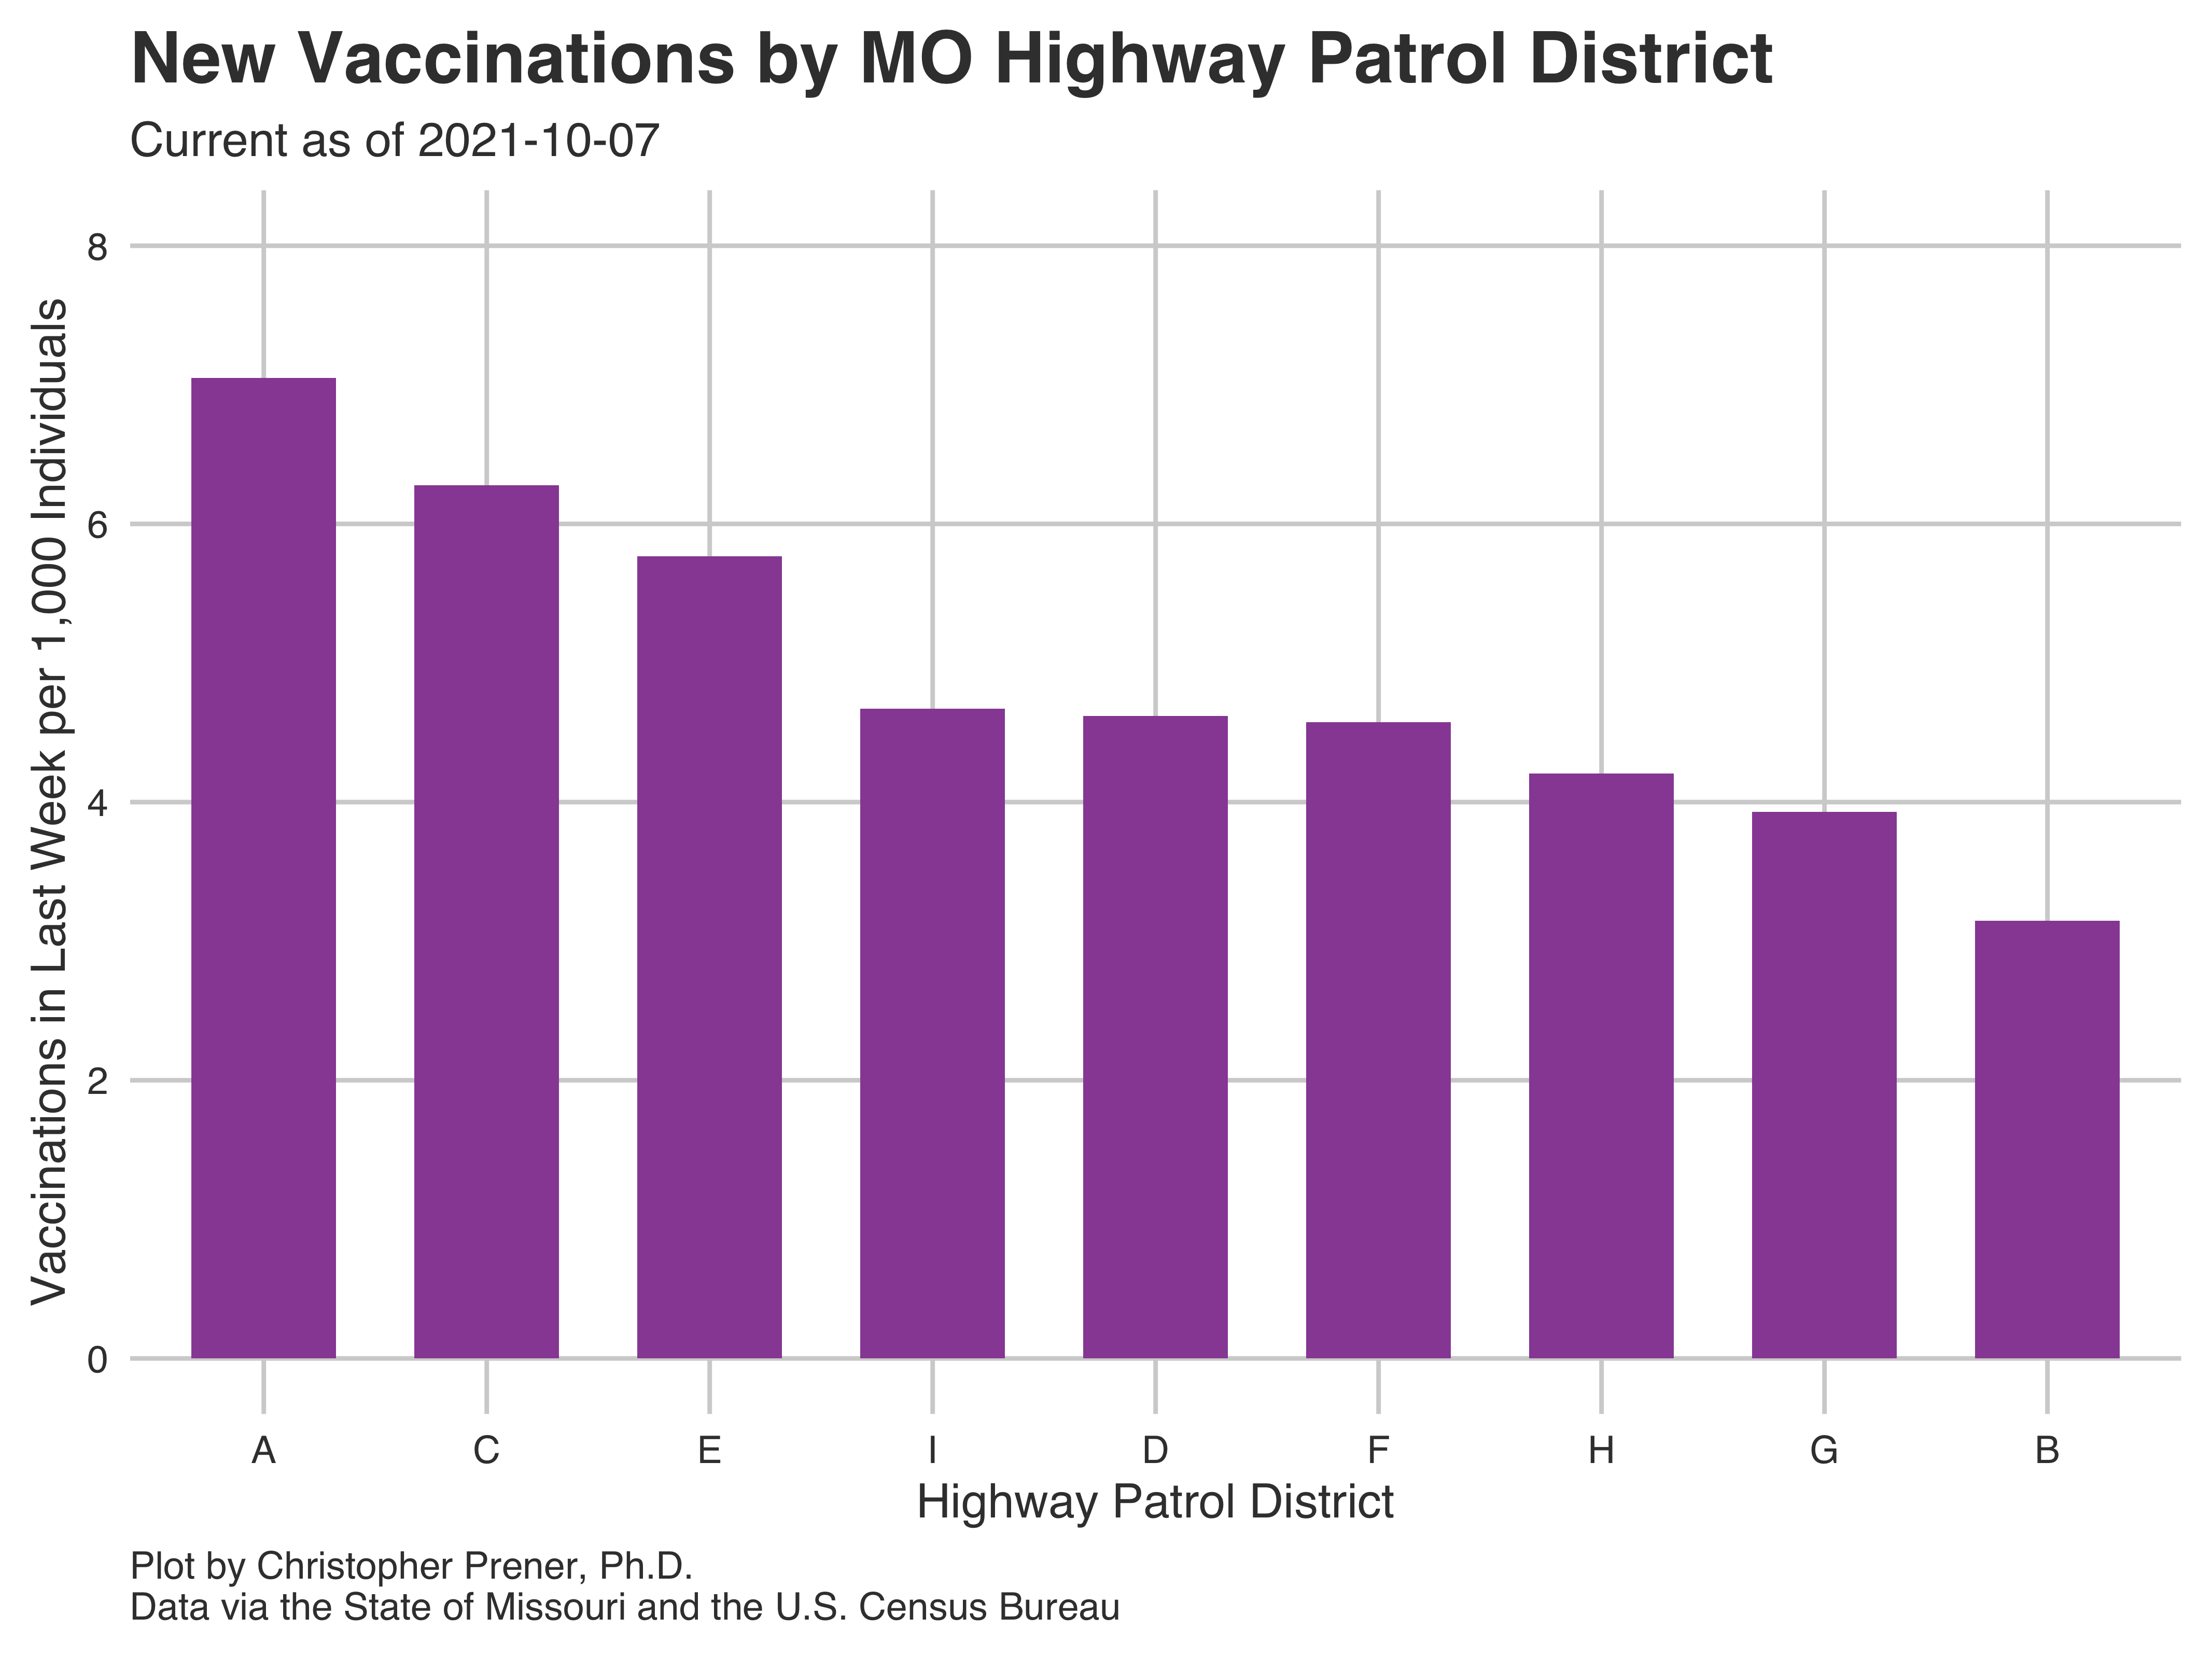 New Vaccinations by MO Highway Patrol District
Current as of 2021-10-07
Vaccinations in Last Week per 1,000 Individuals
8
6
4
2
0
A C E I D F H G B
Highway Patrol District
Plot by Christopher Prener, Ph.D.
Data via the State of Missouri and the U.S. Census Bureau